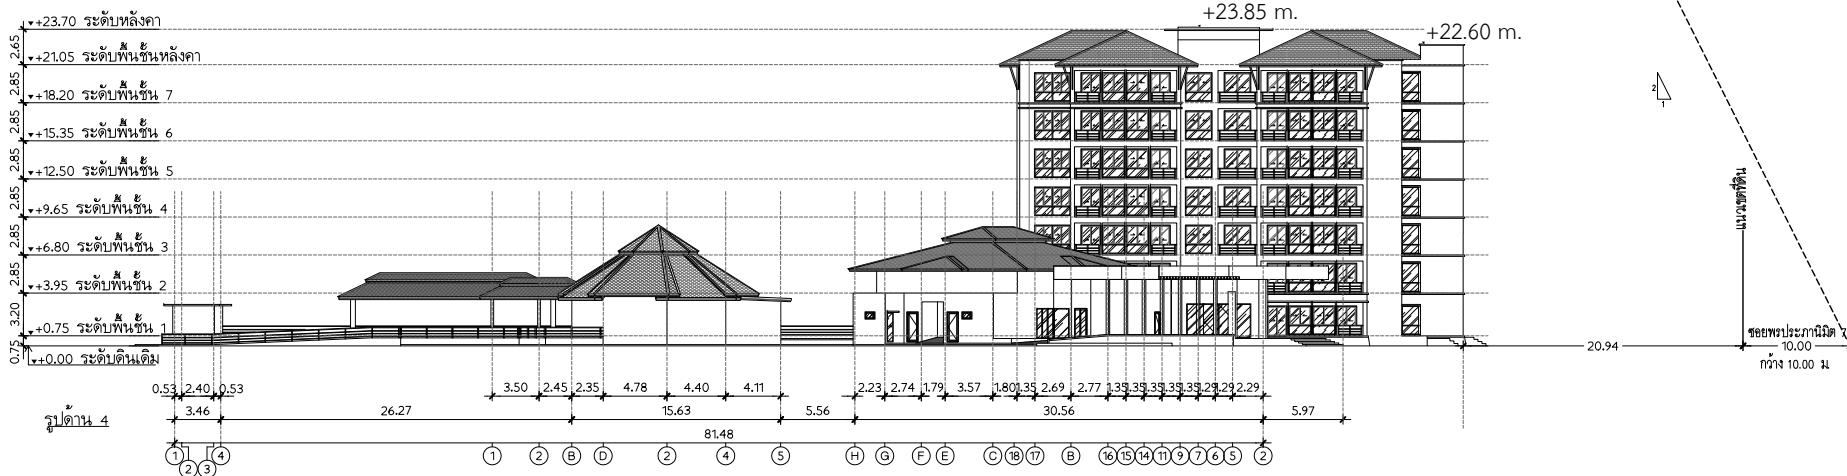 +23.85 m.
+22.60 m.
+23.70 ระดับหลังคา
2.65
+21.05 ระดับพื้นชั้นหลังคา
2.85
+18.20 ระดับพื้นชั้น 7
2.85
+15.35 ระดับพื้นชั้น 6
2.85
+12.50 ระดับพื้นชั้น 5
2.85
+9.65 ระดับพื้นชั้น 4
2.85
+6.80 ระดับพื้นชั้น 3
2.85
+3.95 ระดับพื้นชั้น 2
3.20
+0.75 ระดับพื้นชั้น 1
0.75
+0.00 ระดับดินเดิม
2
1
แนวเขตที่ดิน
ซอยพรประภานิมิต 7
20.94 10.00
กว้าง 10.00 ม
0.53 2.40 0.53 3.50 2.45 2.35 4.78 4.40 4.11 2.23 2.74 1.79 3.57 1.80 1.35 2.69 2.77 1.35 1.35 1.35 1.35 1.35 1.29 1.29 2.29
3.46 26.27 15.63 5.56 30.56 5.97
รูปด้าน 4
81.48
1 4 1 2 B D 2 4 5 H G F E C 18 17 B 16 15 14 11 9 7 6 5 2
2 3